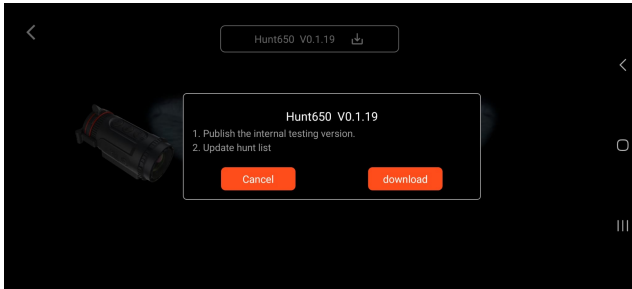 Hunt650 V0.1.19
Hunt650 V0.1.19
1. Publish the internal testing version.
2. Update hunt list
Cancel
download